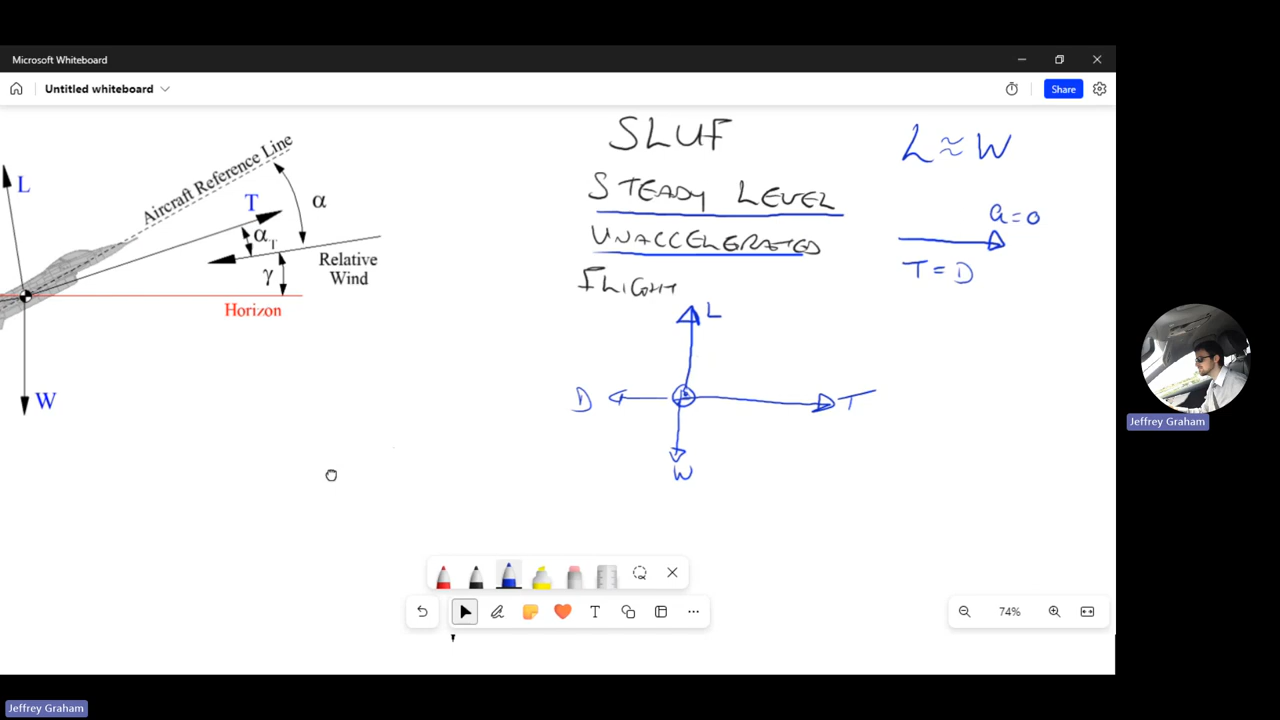 Microsoft Whiteboard
Untitled whiteboard
Share
L
Aircraft Reference Line
T
α
αT
γ
Relative
Wind
Horizon
W
SLUF
STEADY LEVEL
UNACCELERATED
FLIGHT
L ≈ W
a = 0
T = D
L
D
T
W
T
74%
Jeffrey Graham
Jeffrey Graham